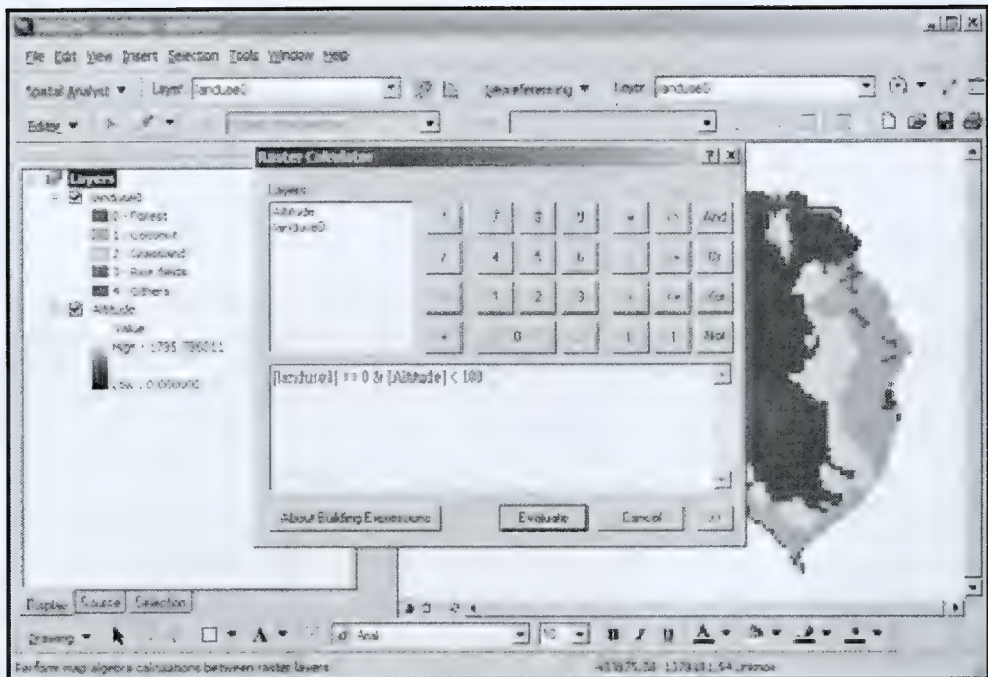 File Edit View Insert Selection Tools Window Help
Spatial Analyst Layer: landuse0 Georeferencing Layer: landuse0
Editor
Raster Calculator
Layers
landuse0
0 - Forest
1 - Coconut
2 - Grassland
3 - Rice fields
4 - Others
Altitude
Value
High : 1795
Low : 0.000000
Layers
Altitude
landuse0
7 8 9 = <> And
/ 4 5 6 > Or
1 2 3 Xor
+ 0 . ( ) Not
[landuse0] == 0 & [Altitude] < 100
About Building Expressions Evaluate Cancel >>
Display Source Selection
Drawing A Arial 10 B I U A
Perform map algebra calculations between raster layers